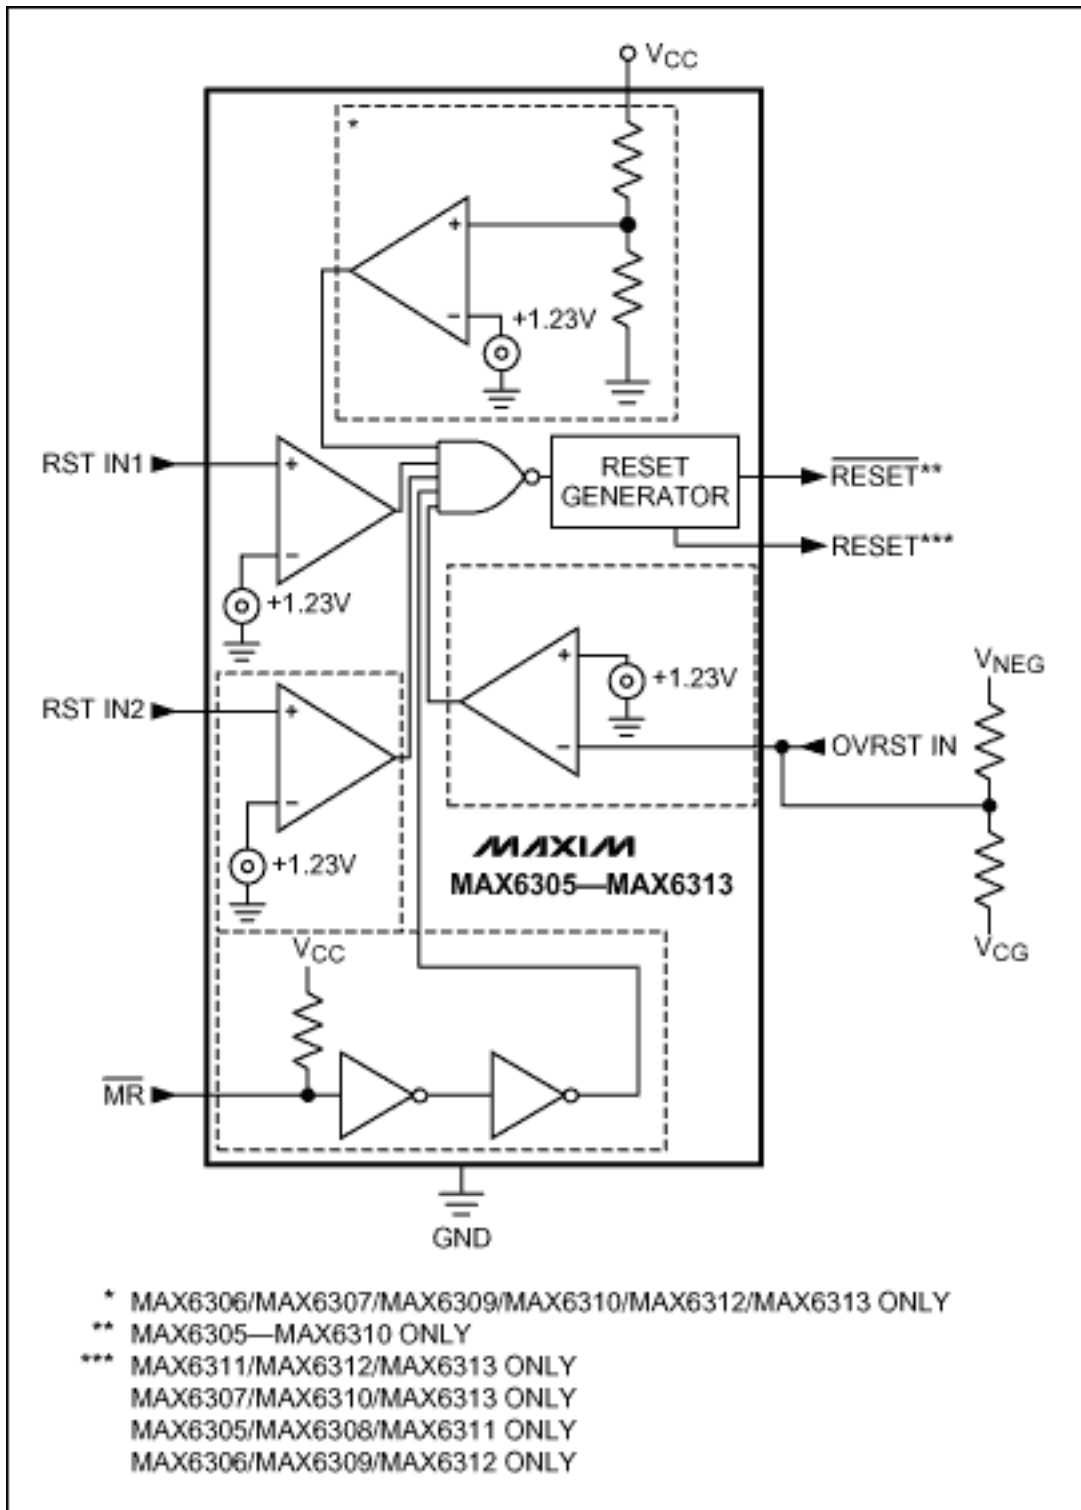 VCC
*
+
-
+1.23V
RST IN1
+
-
+1.23V
RESET
GENERATOR
RESET**
RESET***
RST IN2
+
-
+1.23V
+
-
+1.23V
OVRST IN
VNEG
VCG
MAXIM
MAX6305—MAX6313
VCC
MR
GND
* MAX6306/MAX6307/MAX6309/MAX6310/MAX6312/MAX6313 ONLY
** MAX6305—MAX6310 ONLY
*** MAX6311/MAX6312/MAX6313 ONLY
MAX6307/MAX6310/MAX6313 ONLY
MAX6305/MAX6308/MAX6311 ONLY
MAX6306/MAX6309/MAX6312 ONLY